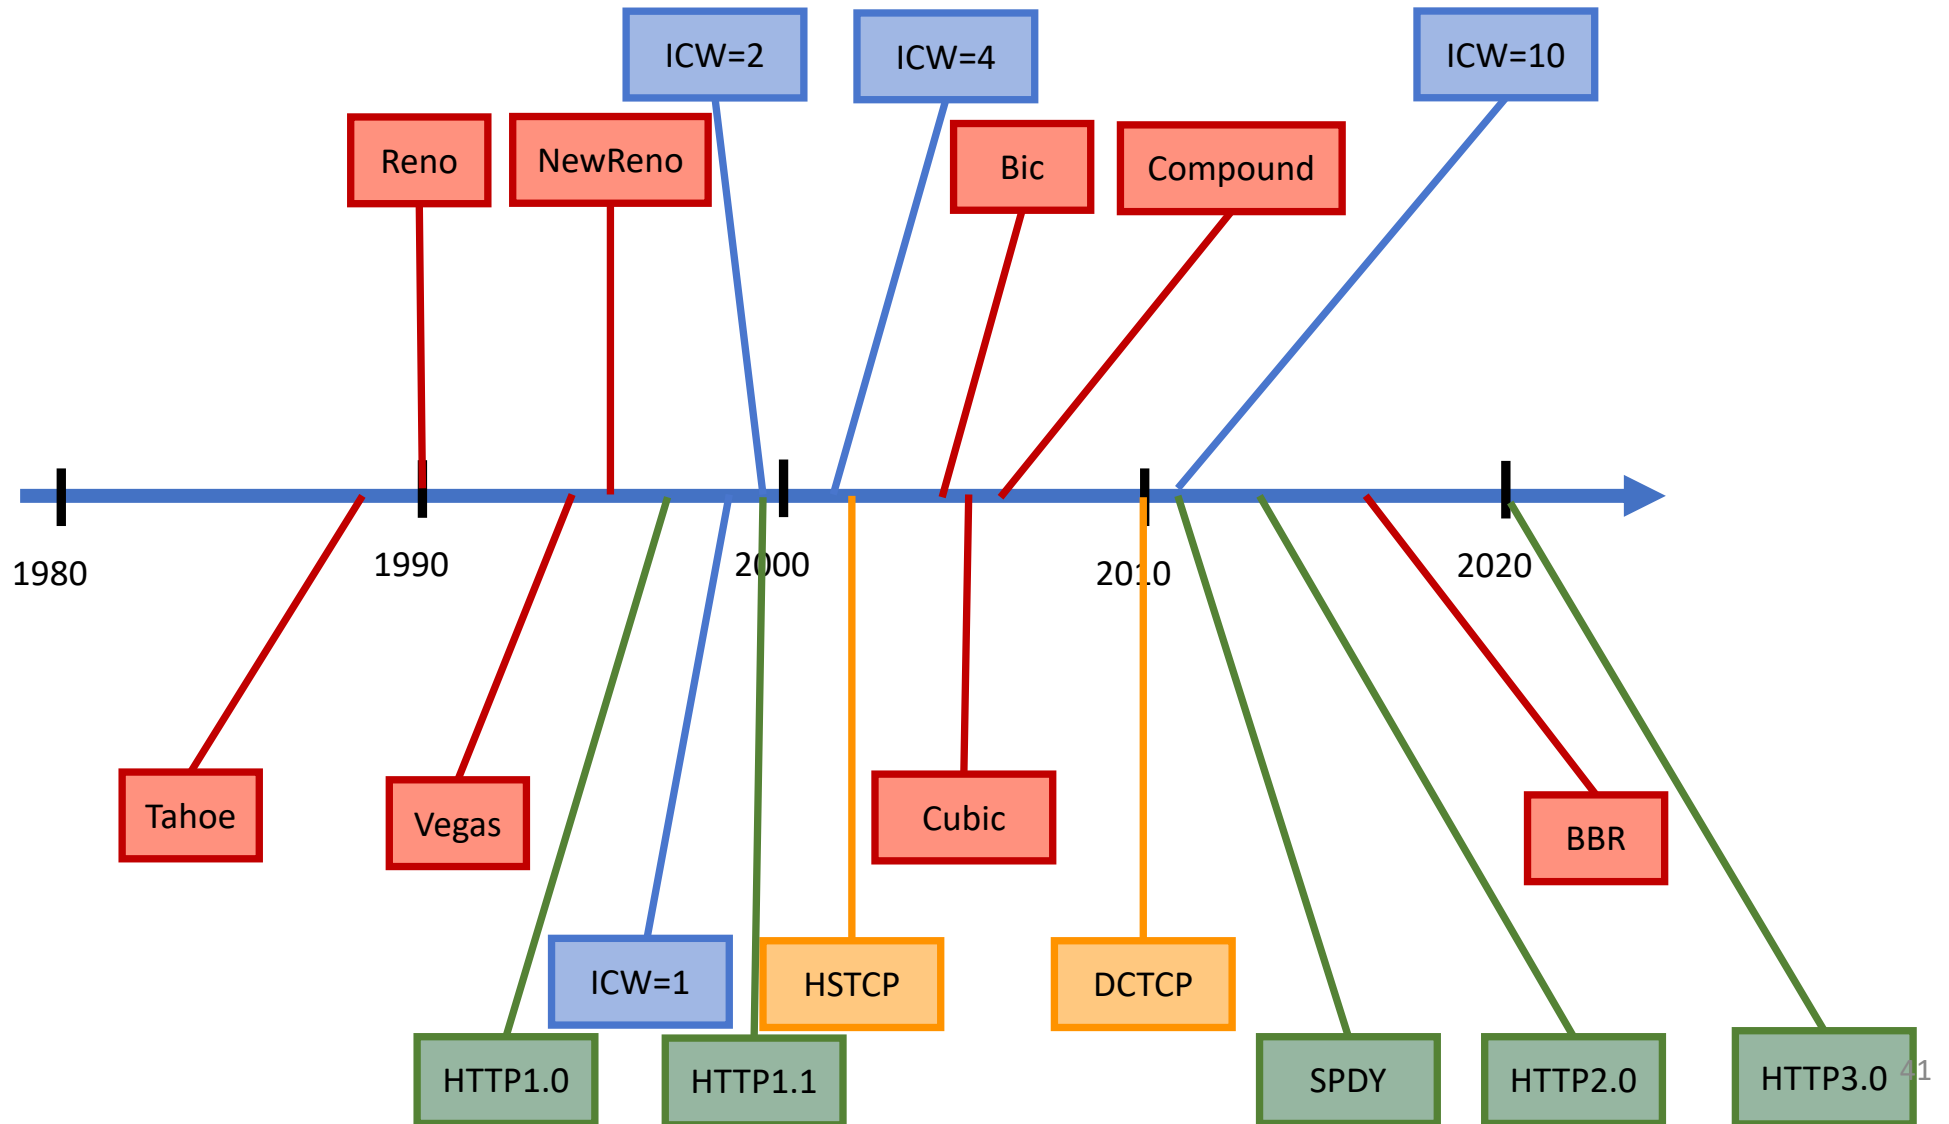 ICW=2
ICW=4
ICW=10
Reno
NewReno
Bic
Compound
1980
1990
2000
2010
2020
Tahoe
Vegas
Cubic
BBR
ICW=1
HSTCP
DCTCP
HTTP1.0
HTTP1.1
SPDY
HTTP2.0
HTTP3.0
41